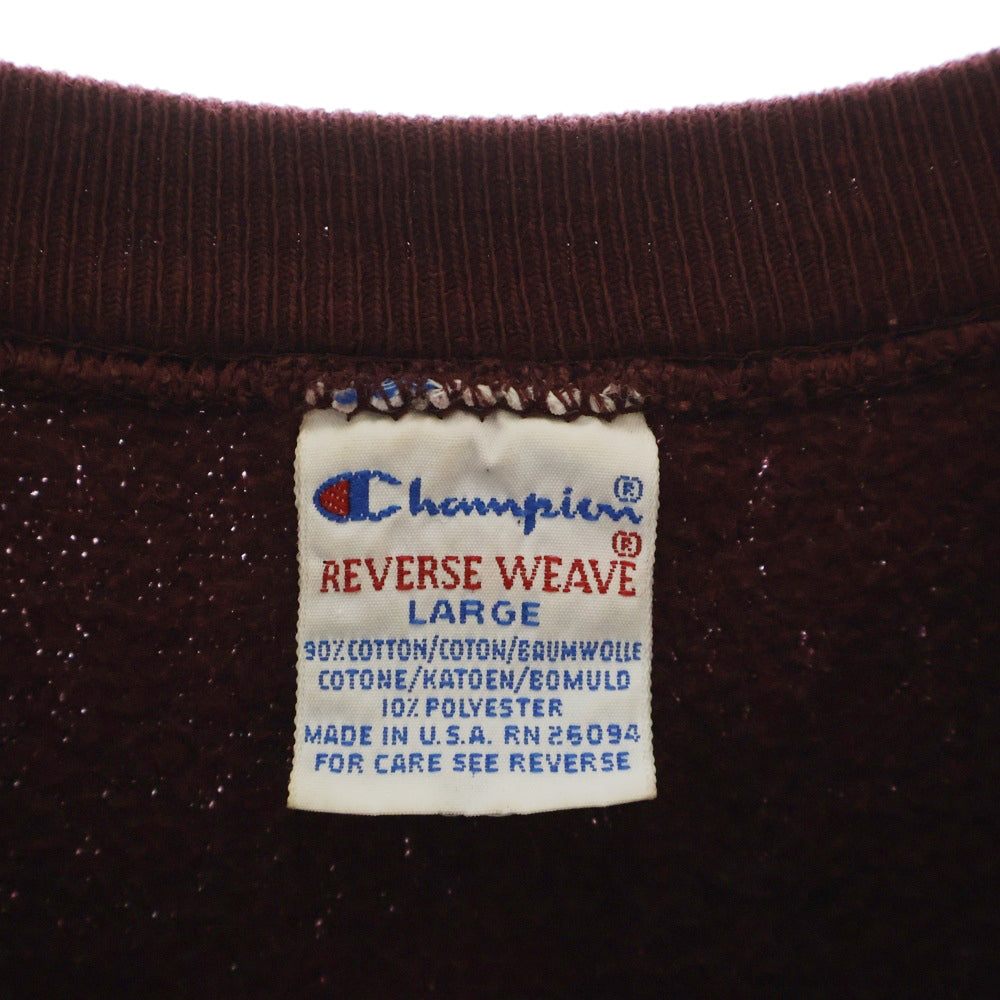 Champion®
REVERSE WEAVE®
LARGE
90% COTTON/COTON/BAUMWOLLE
COTONE/KATOEN/BOMULD
10% POLYESTER
MADE IN U.S.A. RN 26094
FOR CARE SEE REVERSE